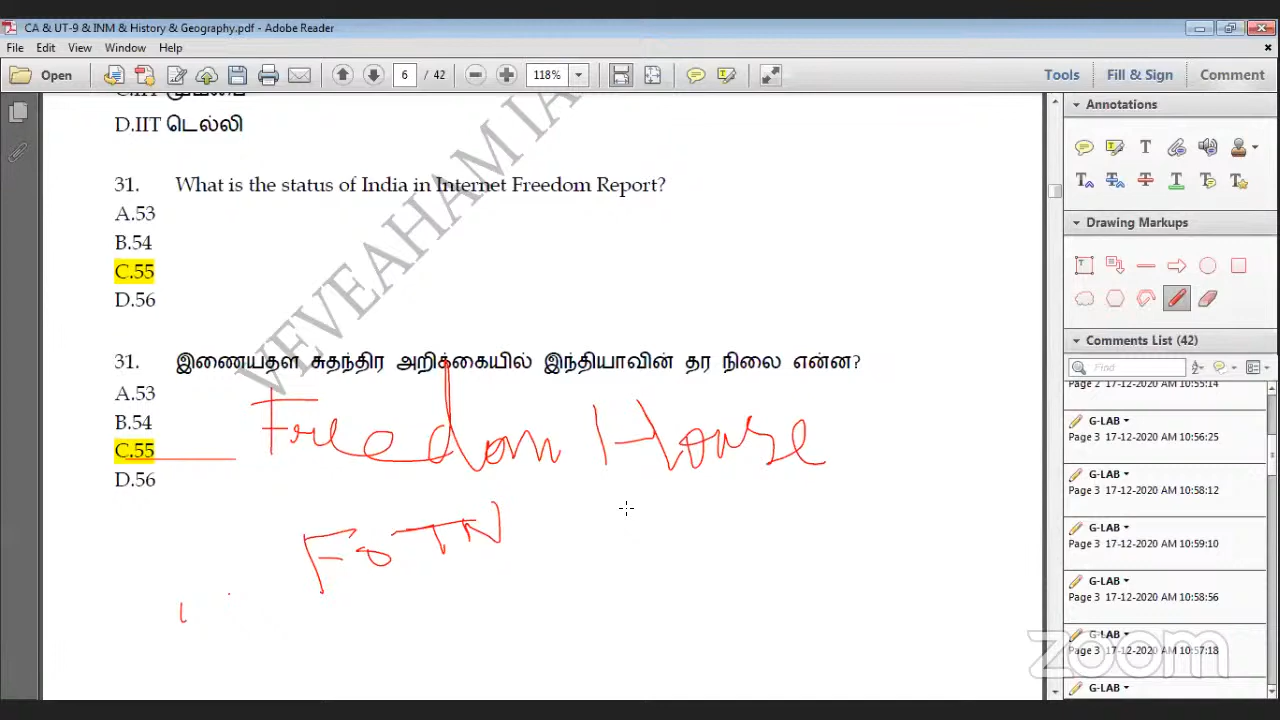 CA & UT-9 & INM & History & Geography.pdf - Adobe Reader
File Edit View Window Help
Open 6 / 42 118% Tools Fill & Sign Comment
D.IIT டெல்லி
31. What is the status of India in Internet Freedom Report?
A.53
B.54
C.55
D.56
31. இணையதள சுதந்திர அறிக்கையில் இந்தியாவின் தர நிலை என்ன?
A.53
B.54
C.55
D.56
Freedom House
FOTN
VEVEAHAM IA
Annotations
Drawing Markups
Comments List (42)
Find
Page 2 17-12-2020 AM 10:55:14
G-LAB
Page 3 17-12-2020 AM 10:56:25
G-LAB
Page 3 17-12-2020 AM 10:58:12
G-LAB
Page 3 17-12-2020 AM 10:59:10
G-LAB
Page 3 17-12-2020 AM 10:58:56
G-LAB
Page 3 17-12-2020 AM 10:57:18
G-LAB
zoom